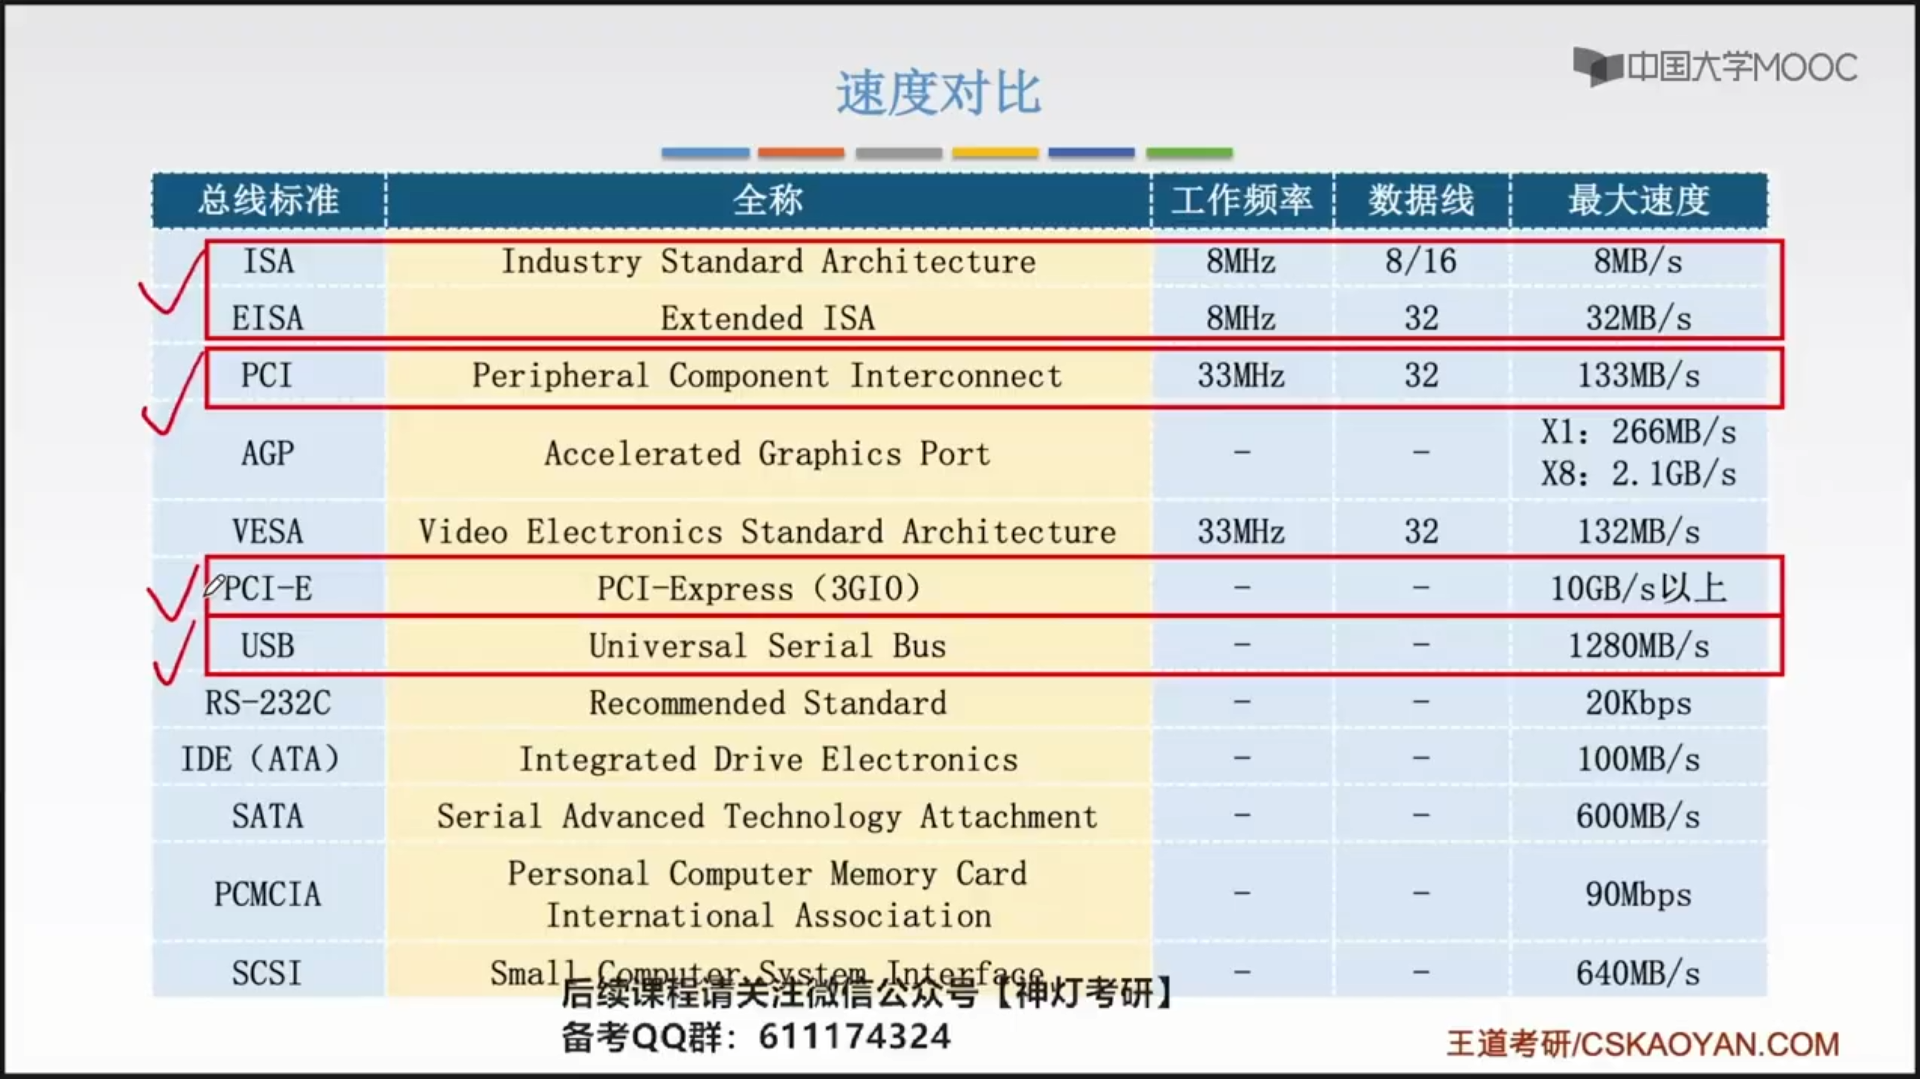 中国大学MOOC
速度对比
总线标准 全称 工作频率 数据线 最大速度
ISA Industry Standard Architecture 8MHz 8/16 8MB/s
EISA Extended ISA 8MHz 32 32MB/s
PCI Peripheral Component Interconnect 33MHz 32 133MB/s
AGP Accelerated Graphics Port - - X1: 266MB/s
X8: 2.1GB/s
VESA Video Electronics Standard Architecture 33MHz 32 132MB/s
PCI-E PCI-Express（3GIO） - - 10GB/s以上
USB Universal Serial Bus - - 1280MB/s
RS-232C Recommended Standard - - 20Kbps
IDE（ATA） Integrated Drive Electronics - - 100MB/s
SATA Serial Advanced Technology Attachment - - 600MB/s
PCMCIA Personal Computer Memory Card
International Association - - 90Mbps
SCSI Small Computer System Interface - - 640MB/s
后续课程请关注微信公众号【神灯考研】
备考QQ群：611174324
王道考研/CSKAOYAN.COM